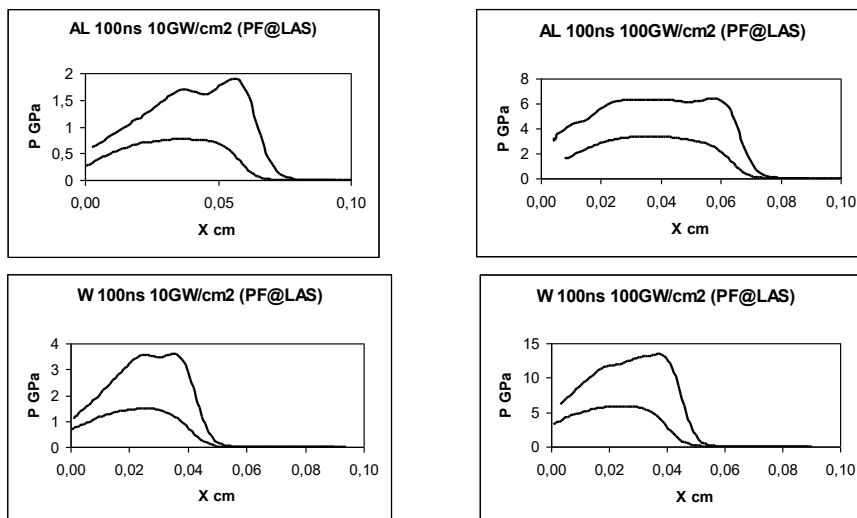 AL 100ns 10GW/cm2 (PF@LAS)
2
1,5
1
0,5
0
P GPa
0,00 0,05 0,10
X cm
AL 100ns 100GW/cm2 (PF@LAS)
8
6
4
2
0
P GPa
0,00 0,02 0,04 0,06 0,08 0,10
X cm
W 100ns 10GW/cm2 (PF@LAS)
4
3
2
1
0
P GPa
0,00 0,02 0,04 0,06 0,08 0,10
X cm
W 100ns 100GW/cm2 (PF@LAS)
15
10
5
0
P GPa
0,00 0,02 0,04 0,06 0,08 0,10
X cm